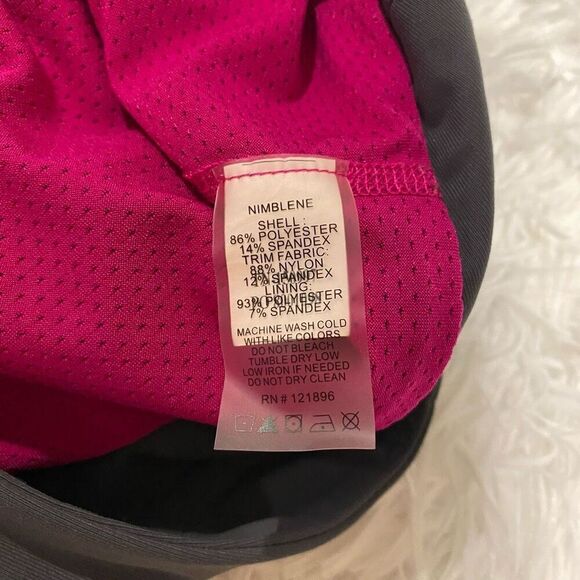 NIMBLENE
SHELL:
86% POLYESTER
14% SPANDEX
TRIM FABRIC:
88% NYLON
12% SPANDEX
LINING:
93% POLYESTER
7% SPANDEX
MACHINE WASH COLD
WITH LIKE COLORS
DO NOT BLEACH
TUMBLE DRY LOW
LOW IRON IF NEEDED
DO NOT DRY CLEAN
RN # 121896